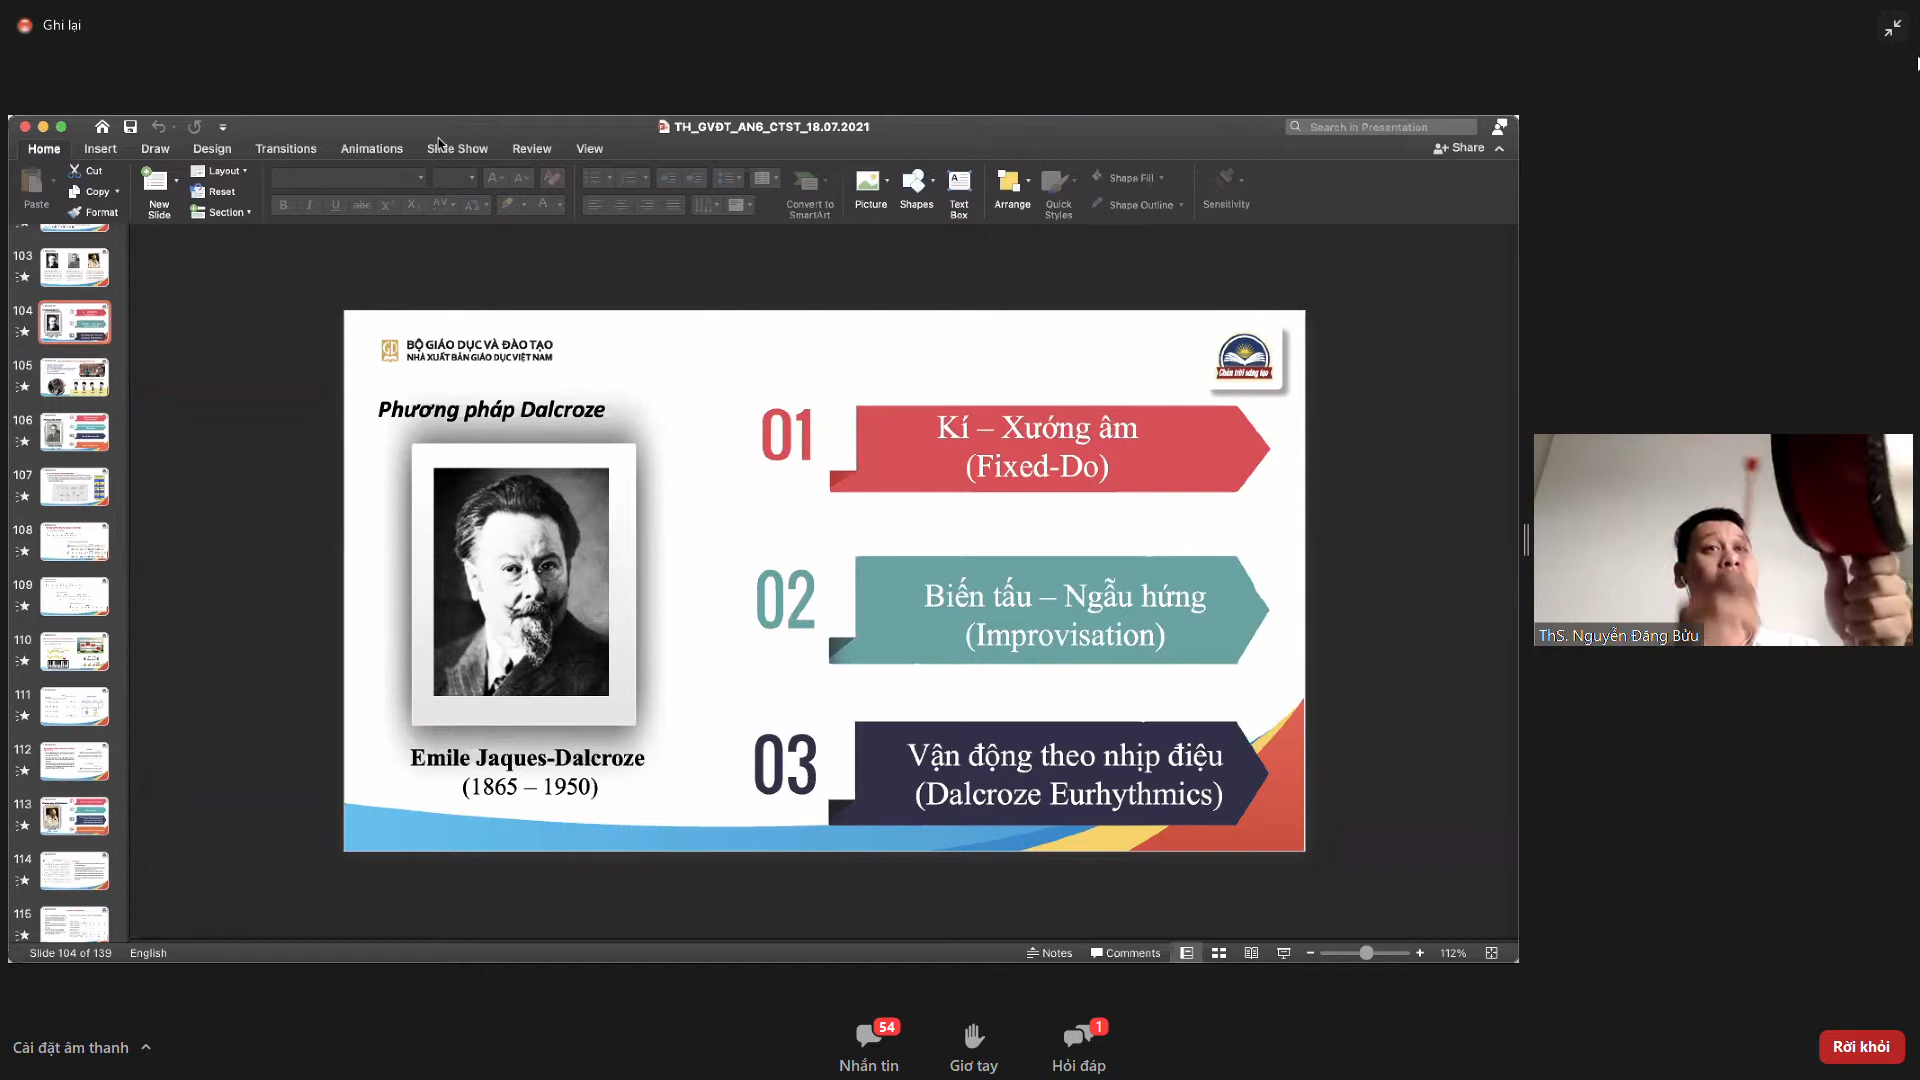 Ghi lại
TH_GVĐT_AN6_CTST_18.07.2021
Search in Presentation
Home
Insert
Draw
Design
Transitions
Animations
Slide Show
Review
View
Share
Paste
Cut
Copy
Format
New
Slide
Layout
Reset
Section
Convert to
SmartArt
Picture
Shapes
Text
Box
Arrange
Quick
Styles
Shape Fill
Shape Outline
Sensitivity
103
104
105
106
107
108
109
110
111
112
113
114
115
BỘ GIÁO DỤC VÀ ĐÀO TẠO
NHÀ XUẤT BẢN GIÁO DỤC VIỆT NAM
Chân trời sáng tạo
Phương pháp Dalcroze
Emile Jaques-Dalcroze
(1865 – 1950)
01
Kí – Xướng âm
(Fixed-Do)
02
Biến tấu – Ngẫu hứng
(Improvisation)
03
Vận động theo nhịp điệu
(Dalcroze Eurhythmics)
ThS. Nguyễn Đăng Bửu
Slide 104 of 139
English
Notes
Comments
112%
Cài đặt âm thanh
54
Nhắn tin
Giơ tay
1
Hỏi đáp
Rời khỏi